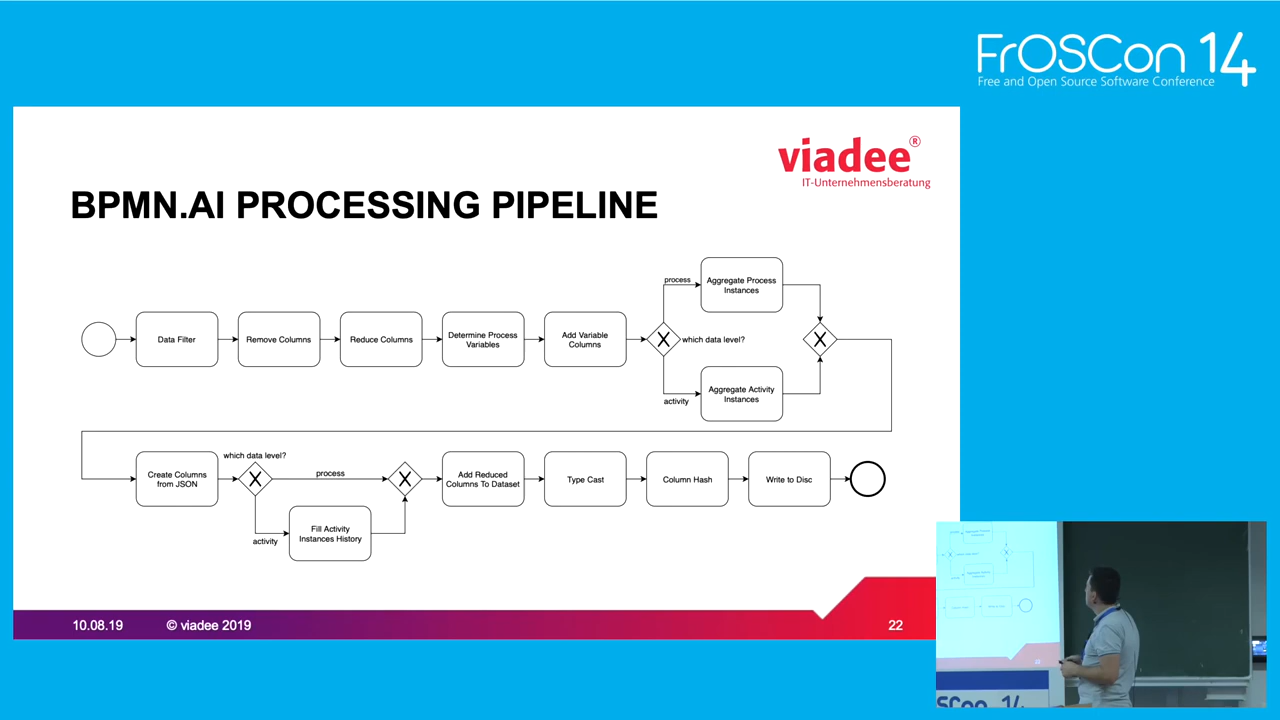 FrOSCon 14
Free and Open Source Software Conference
viadee®
IT-Unternehmensberatung
BPMN.AI PROCESSING PIPELINE
process
Aggregate Process
Instances
Data Filter
Remove Columns
Reduce Columns
Determine Process
Variables
Add Variable
Columns
X
which data level?
X
activity
Aggregate Activity
Instances
Create Columns
from JSON
which data level?
X
process
X
activity
Fill Activity
Instances History
Add Reduced
Columns To Dataset
Type Cast
Column Hash
Write to Disc
10.08.19
© viadee 2019
22
SCon 14